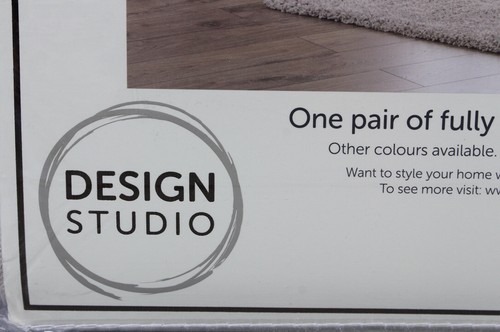 One pair of fully
Other colours available.
Want to style your home
To see more visit:
DESIGN
STUDIO